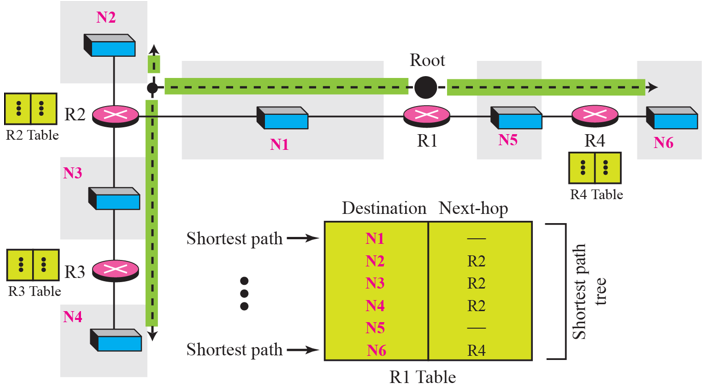 N2
Root
R2
R2 Table
N1
R1
N5
R4
N6
R4 Table
N3
R3
R3 Table
N4
Destination Next-hop
Shortest path N1 —
N2 R2
N3 R2
N4 R2
N5 —
Shortest path N6 R4
R1 Table
Shortest path
tree